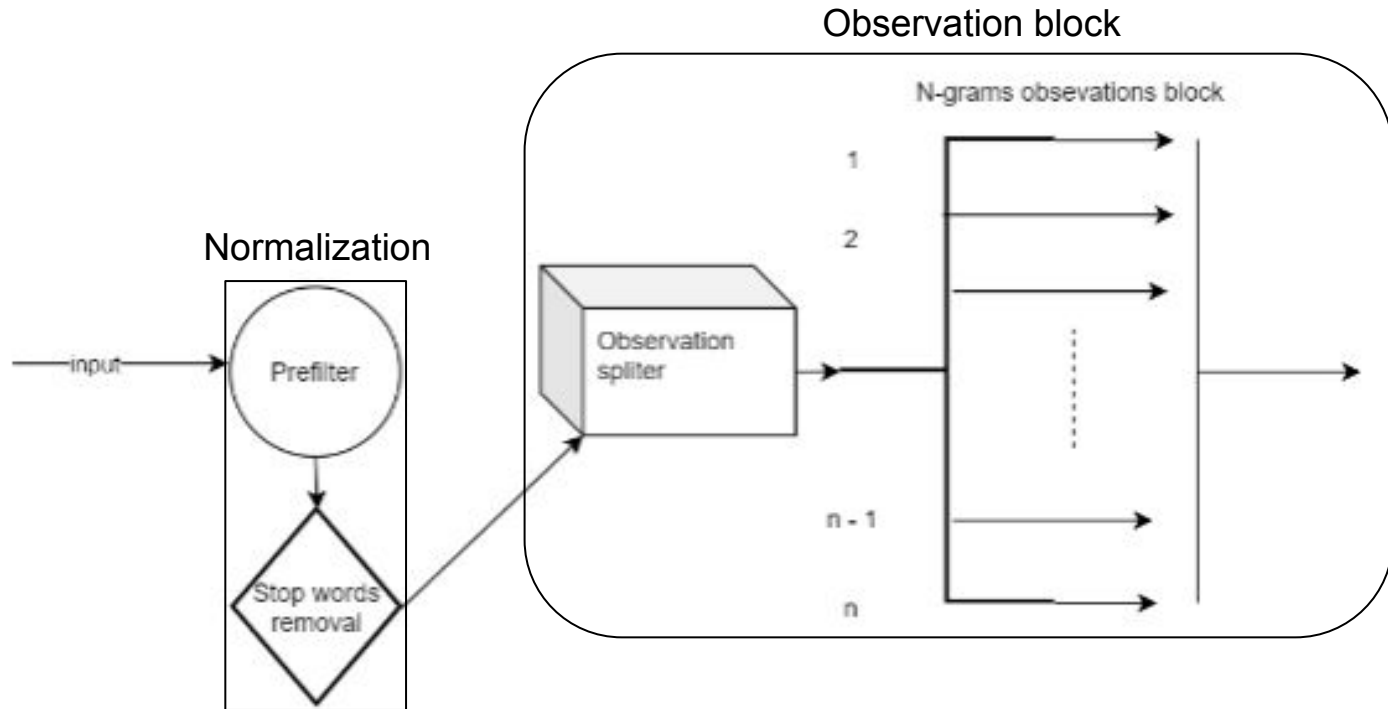 Observation block
N-grams obsevations block
1
2
Normalization
input
Prefilter
Observation
spliter
n - 1
n
Stop words
removal